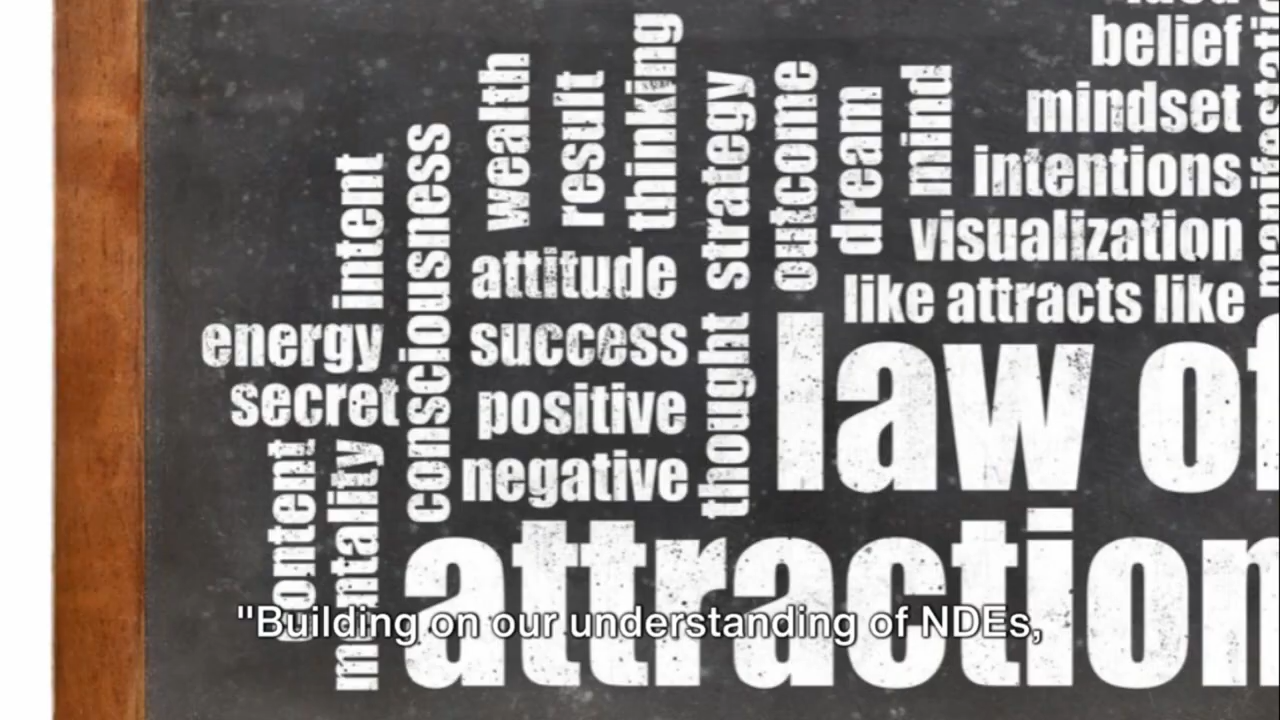 belief
mindset
intentions
visualization
like attracts like
wealth
result
thinking
strategy
outcome
dream
mind
intent
consciousness
attitude
energy
success
secret
positive
negative
thought
mentality
law of
attraction
"Building on our understanding of NDEs,